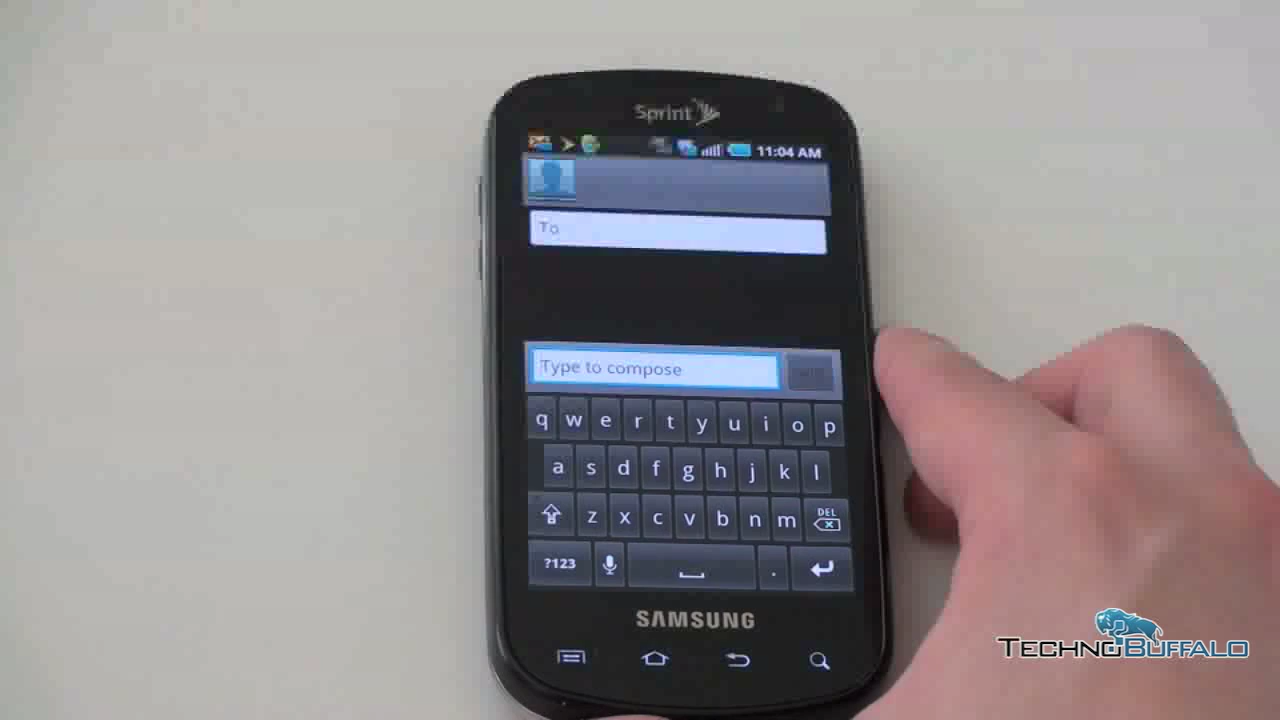 Sprint
11:04 AM
To
Type to compose
q w e r t y u i o p
a s d f g h j k l
z x c v b n m DEL
?123 .
SAMSUNG
TECHNOBUFFALO